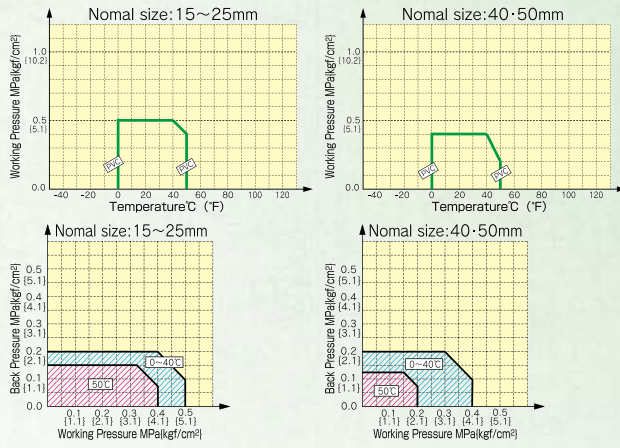 Nomal size:15～25mm
Working Pressure MPa{kgf/cm²}
1.0
{10.2}
0.5
{5.1}
0.0
PVC
PVC
-40 -20 0 20 40 60 80 100 120
Temperature℃ (°F)
Nomal size:40・50mm
Working Pressure MPa{kgf/cm²}
1.0
{10.2}
0.5
{5.1}
0.0
PVC
PVC
-40 -20 0 20 40 60 80 100 120
Temperature℃ (°F)
Nomal size:15～25mm
Back Pressure MPa{kgf/cm²}
0.5
{5.1}
0.4
{4.1}
0.3
{3.1}
0.2
{2.1}
0.1
{1.1}
0.0
0～40℃
50℃
0.1 0.2 0.3 0.4 0.5
{1.1} {2.1} {3.1} {4.1} {5.1}
Working Pressure MPa{kgf/cm²}
Nomal size:40・50mm
Back Pressure MPa{kgf/cm²}
0.5
{5.1}
0.4
{4.1}
0.3
{3.1}
0.2
{2.1}
0.1
{1.1}
0.0
0～40℃
50℃
0.1 0.2 0.3 0.4 0.5
{1.1} {2.1} {3.1} {4.1} {5.1}
Working Pressure MPa{kgf/cm²}